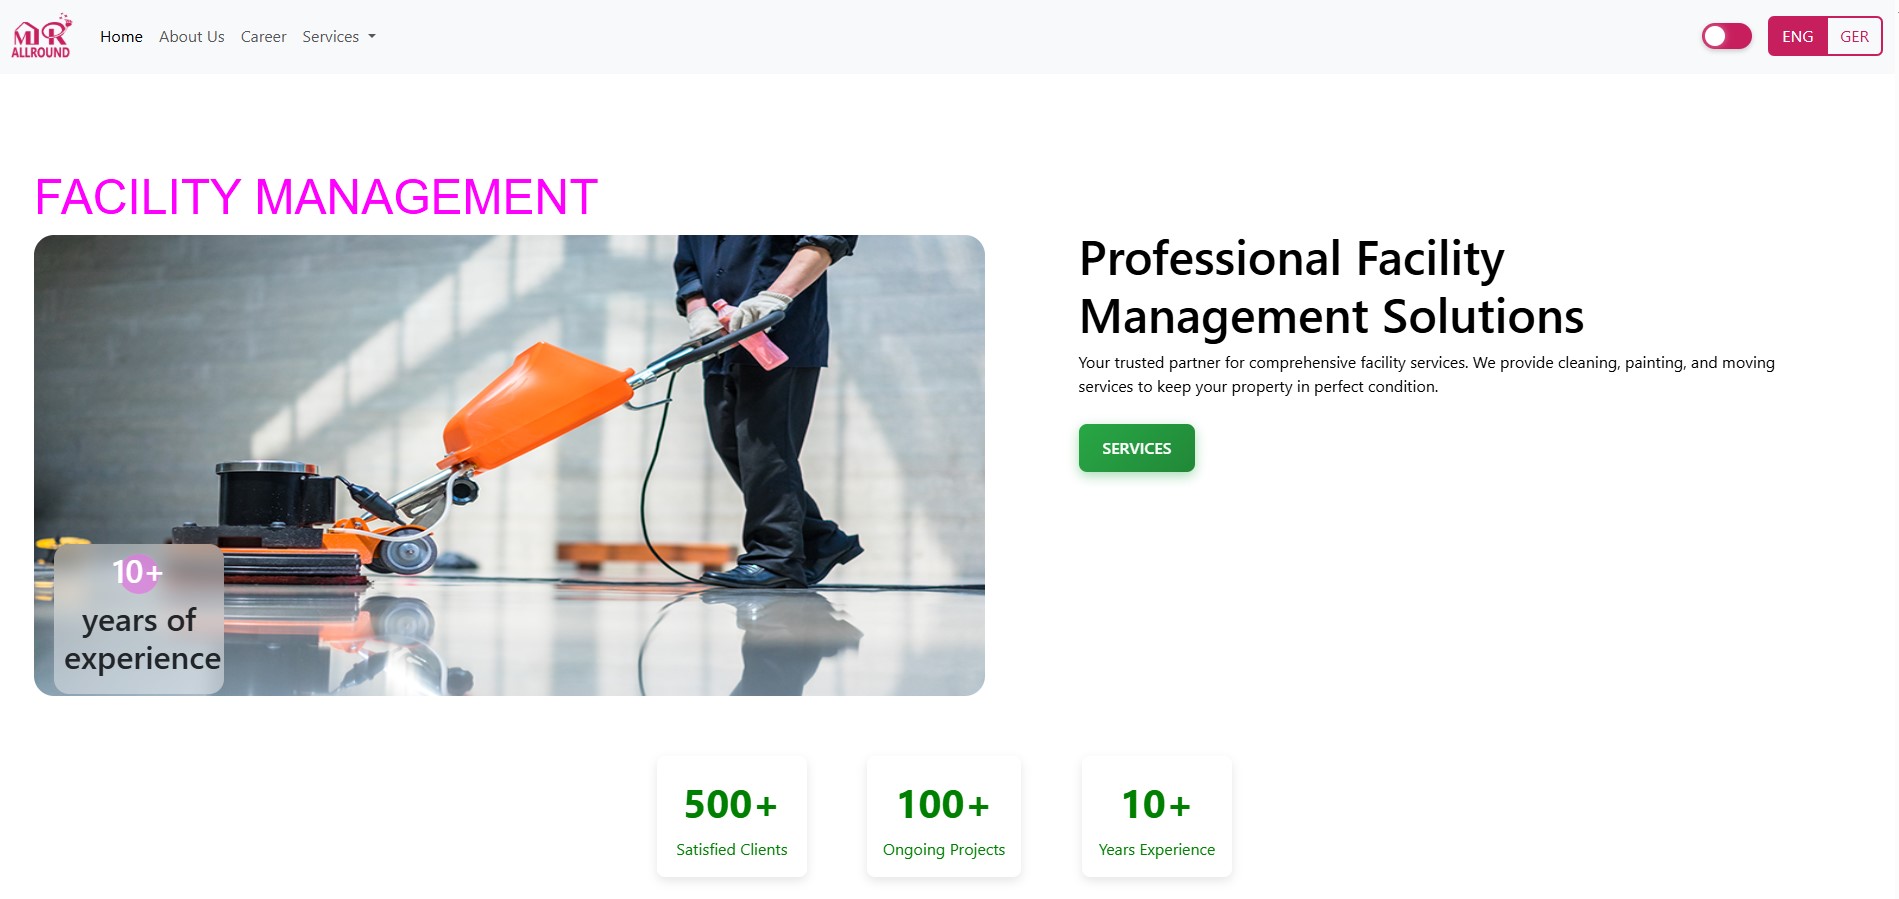 MR
ALLROUND
Home About Us Career Services
ENG GER
FACILITY MANAGEMENT
Professional Facility
Management Solutions
Your trusted partner for comprehensive facility services. We provide cleaning, painting, and moving
services to keep your property in perfect condition.
SERVICES
10+
years of
experience
500+ 100+ 10+
Satisfied Clients Ongoing Projects Years Experience